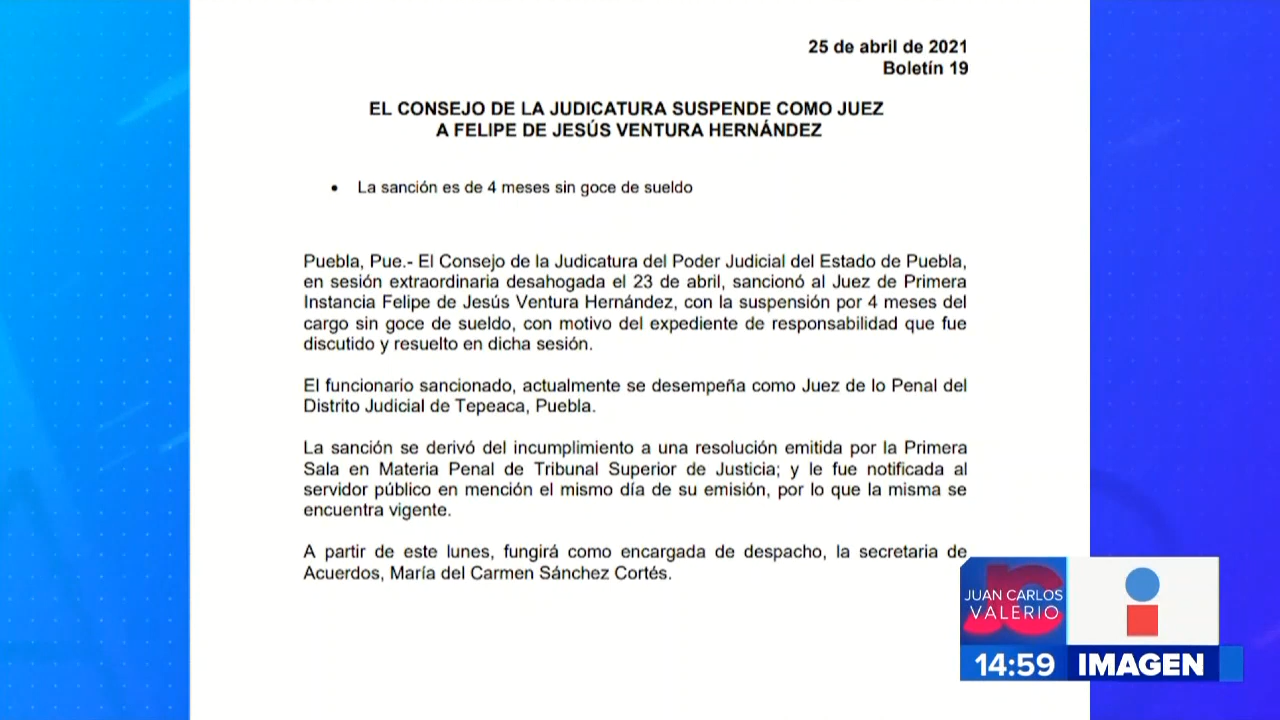 25 de abril de 2021
Boletín 19
EL CONSEJO DE LA JUDICATURA SUSPENDE COMO JUEZ
A FELIPE DE JESÚS VENTURA HERNÁNDEZ
• La sanción es de 4 meses sin goce de sueldo
Puebla, Pue.- El Consejo de la Judicatura del Poder Judicial del Estado de Puebla,
en sesión extraordinaria desahogada el 23 de abril, sancionó al Juez de Primera
Instancia Felipe de Jesús Ventura Hernández, con la suspensión por 4 meses del
cargo sin goce de sueldo, con motivo del expediente de responsabilidad que fue
discutido y resuelto en dicha sesión.
El funcionario sancionado, actualmente se desempeña como Juez de lo Penal del
Distrito Judicial de Tepeaca, Puebla.
La sanción se derivó del incumplimiento a una resolución emitida por la Primera
Sala en Materia Penal de Tribunal Superior de Justicia; y le fue notificada al
servidor público en mención el mismo día de su emisión, por lo que la misma se
encuentra vigente.
A partir de este lunes, fungirá como encargada de despacho, la secretaria de
Acuerdos, María del Carmen Sánchez Cortés.
JUAN CARLOS
VALERIO
14:59 IMAGEN